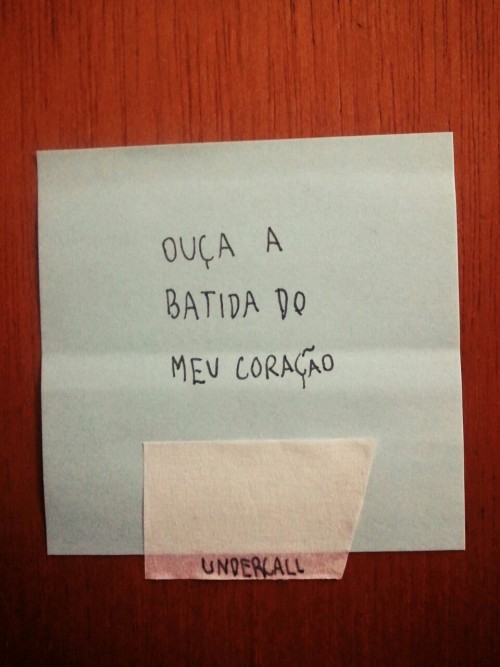 OUÇA A
BATIDA DO
MEU CORAÇÃO
UNDERCALL